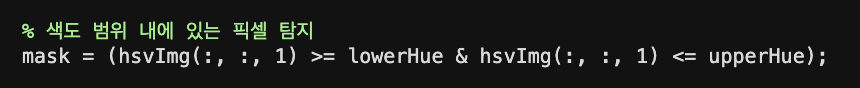 % 색도 범위 내에 있는 픽셀 탐지
mask = (hsvImg(:, :, 1) >= lowerHue & hsvImg(:, :, 1) <= upperHue);